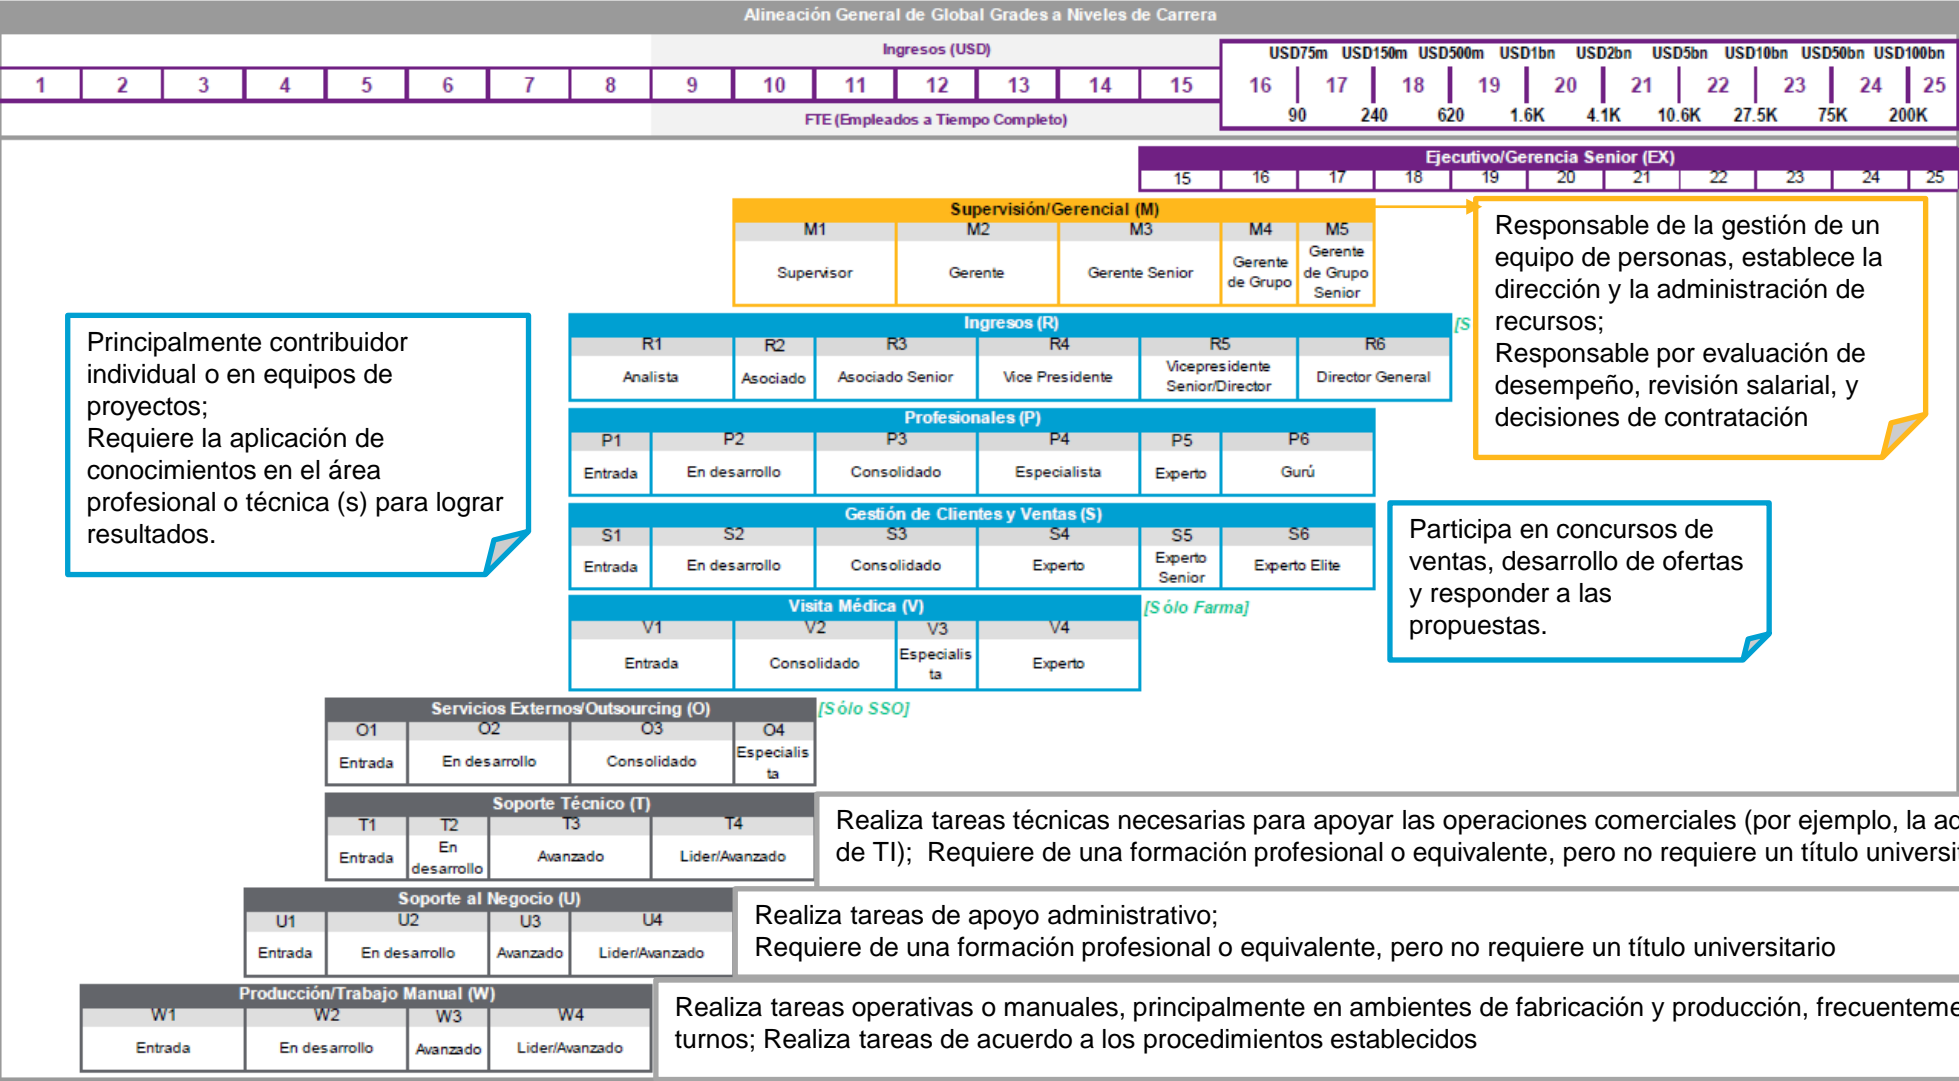 Alineación General de Global Grades a Niveles de Carrera
Ingresos (USD)
USD75m USD150m USD500m USD1bn USD2bn USD5bn USD10bn USD50bn USD100bn
1 2 3 4 5 6 7 8 9 10 11 12 13 14 15 16 17 18 19 20 21 22 23 24 25
FTE (Empleados a Tiempo Completo)
90 240 620 1.6K 4.1K 10.6K 27.5K 75K 200K
Ejecutivo/Gerencia Senior (EX)
15 16 17 18 19 20 21 22 23 24 25
Supervisión/Gerencial (M)
M1 M2 M3 M4 M5
Supervisor Gerente Gerente Senior Gerente de Grupo Gerente de Grupo Senior
Responsable de la gestión de un
equipo de personas, establece la
dirección y la administración de
recursos;
Responsable por evaluación de
desempeño, revisión salarial, y
decisiones de contratación
Principalmente contribuidor
individual o en equipos de
proyectos;
Requiere la aplicación de
conocimientos en el área
profesional o técnica (s) para lograr
resultados.
Ingresos (R)
[S
R1 R2 R3 R4 R5 R6
Analista Asociado Asociado Senior Vice Presidente Vicepresidente Senior/Director Director General
Profesionales (P)
P1 P2 P3 P4 P5 P6
Entrada En desarrollo Consolidado Especialista Experto Gurú
Gestión de Clientes y Ventas (S)
S1 S2 S3 S4 S5 S6
Entrada En desarrollo Consolidado Experto Experto Senior Experto Elite
Participa en concursos de
ventas, desarrollo de ofertas
y responder a las
propuestas.
Visita Médica (V)
[Sólo Farma]
V1 V2 V3 V4
Entrada Consolidado Especialista Experto
Servicios Externos/Outsourcing (O)
[Sólo SSO]
O1 O2 O3 O4
Entrada En desarrollo Consolidado Especialista
Soporte Técnico (T)
T1 T2 T3 T4
Entrada En desarrollo Avanzado Lider/Avanzado
Realiza tareas técnicas necesarias para apoyar las operaciones comerciales (por ejemplo, la ad
de TI); Requiere de una formación profesional o equivalente, pero no requiere un título universi
Soporte al Negocio (U)
U1 U2 U3 U4
Entrada En desarrollo Avanzado Lider/Avanzado
Realiza tareas de apoyo administrativo;
Requiere de una formación profesional o equivalente, pero no requiere un título universitario
Producción/Trabajo Manual (W)
W1 W2 W3 W4
Entrada En desarrollo Avanzado Lider/Avanzado
Realiza tareas operativas o manuales, principalmente en ambientes de fabricación y producción, frecuenteme
turnos; Realiza tareas de acuerdo a los procedimientos establecidos